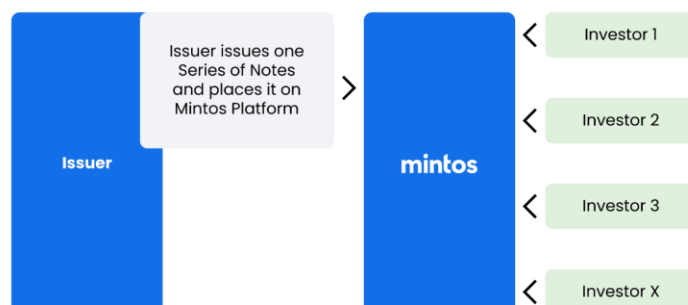 Issuer issues one
Series of Notes
and places it on
Mintos Platform
Issuer
mintos
Investor 1
Investor 2
Investor 3
Investor X